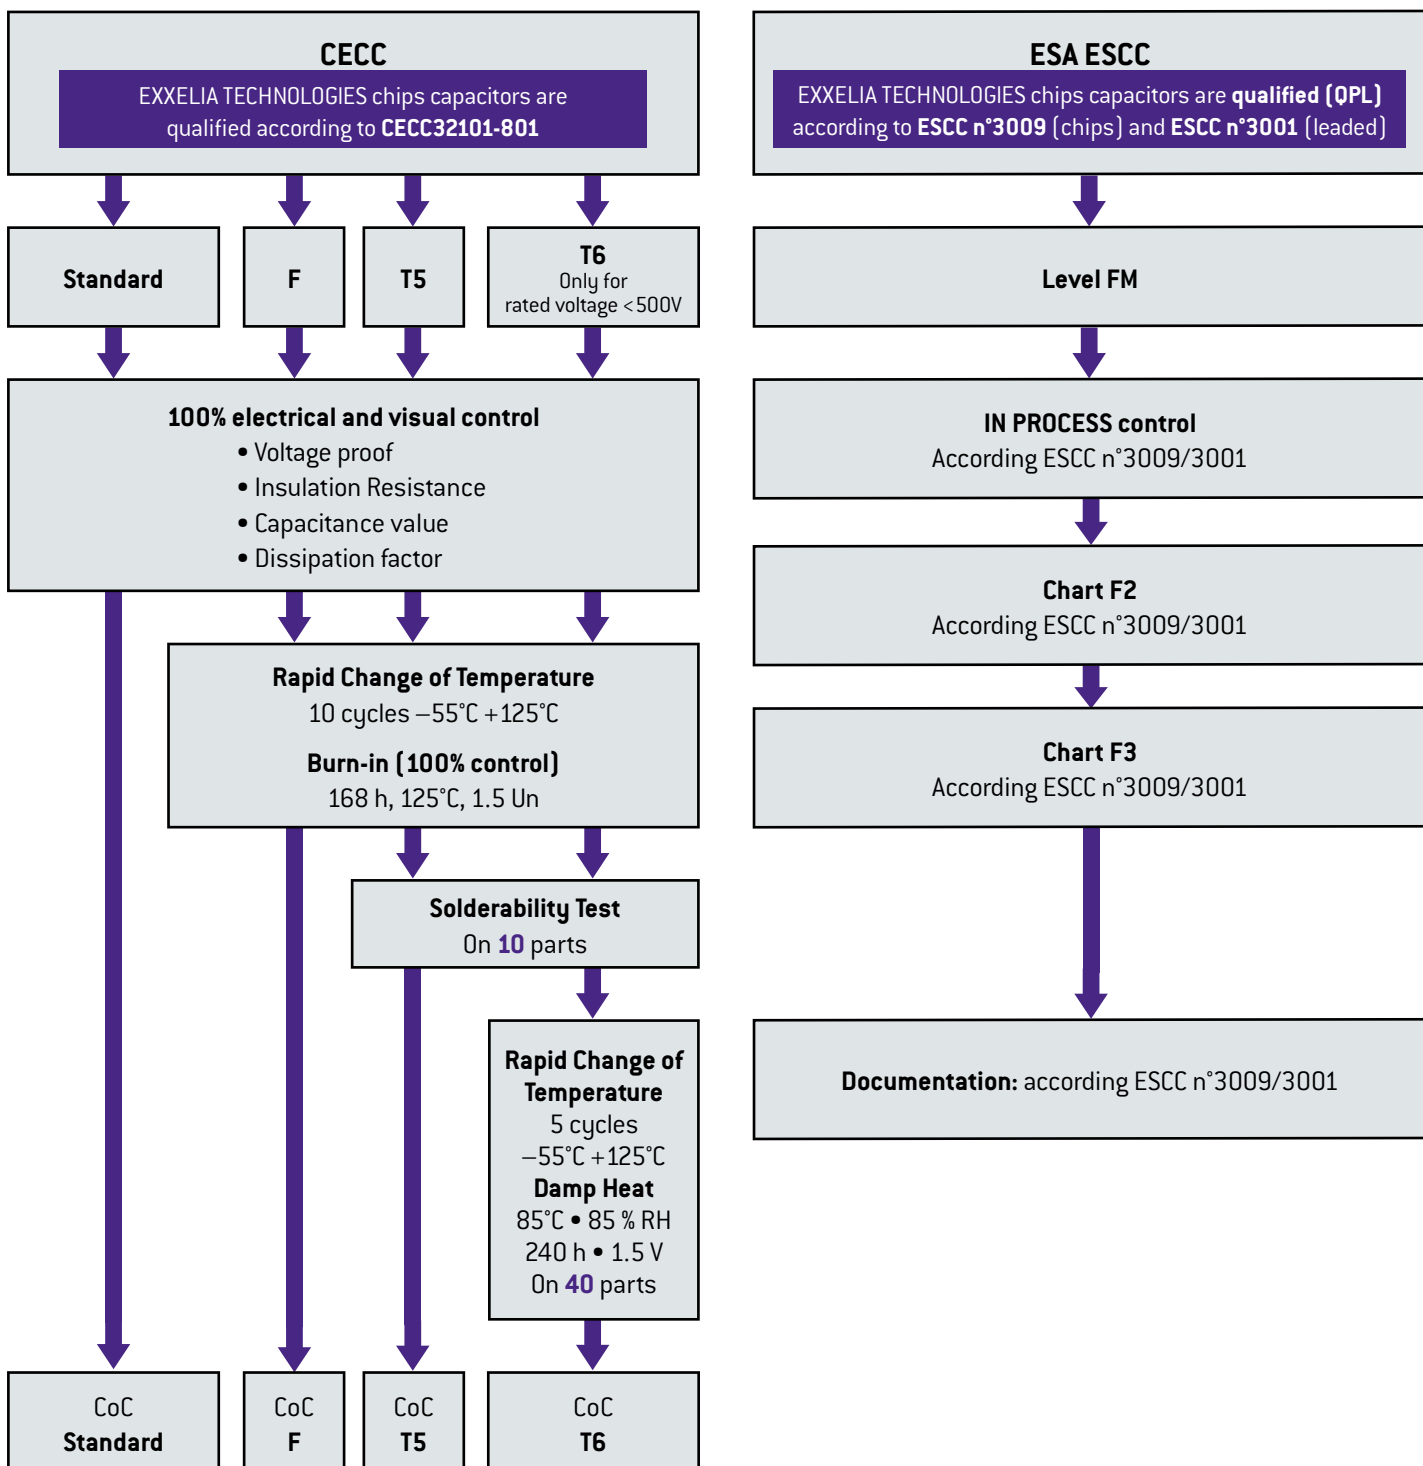 CECC
EXXELIA TECHNOLOGIES chips capacitors are
qualified according to CECC32101-801
Standard
F
T5
T6
Only for
rated voltage <500V
100% electrical and visual control
• Voltage proof
• Insulation Resistance
• Capacitance value
• Dissipation factor
Rapid Change of Temperature
10 cycles –55°C +125°C
Burn-in (100% control)
168 h, 125°C, 1.5 Un
Solderability Test
On 10 parts
Rapid Change of
Temperature
5 cycles
–55°C +125°C
Damp Heat
85°C • 85 % RH
240 h • 1.5 V
On 40 parts
CoC
Standard
CoC
F
CoC
T5
CoC
T6
ESA ESCC
EXXELIA TECHNOLOGIES chips capacitors are qualified (QPL)
according to ESCC n°3009 (chips) and ESCC n°3001 (leaded)
Level FM
IN PROCESS control
According ESCC n°3009/3001
Chart F2
According ESCC n°3009/3001
Chart F3
According ESCC n°3009/3001
Documentation: according ESCC n°3009/3001